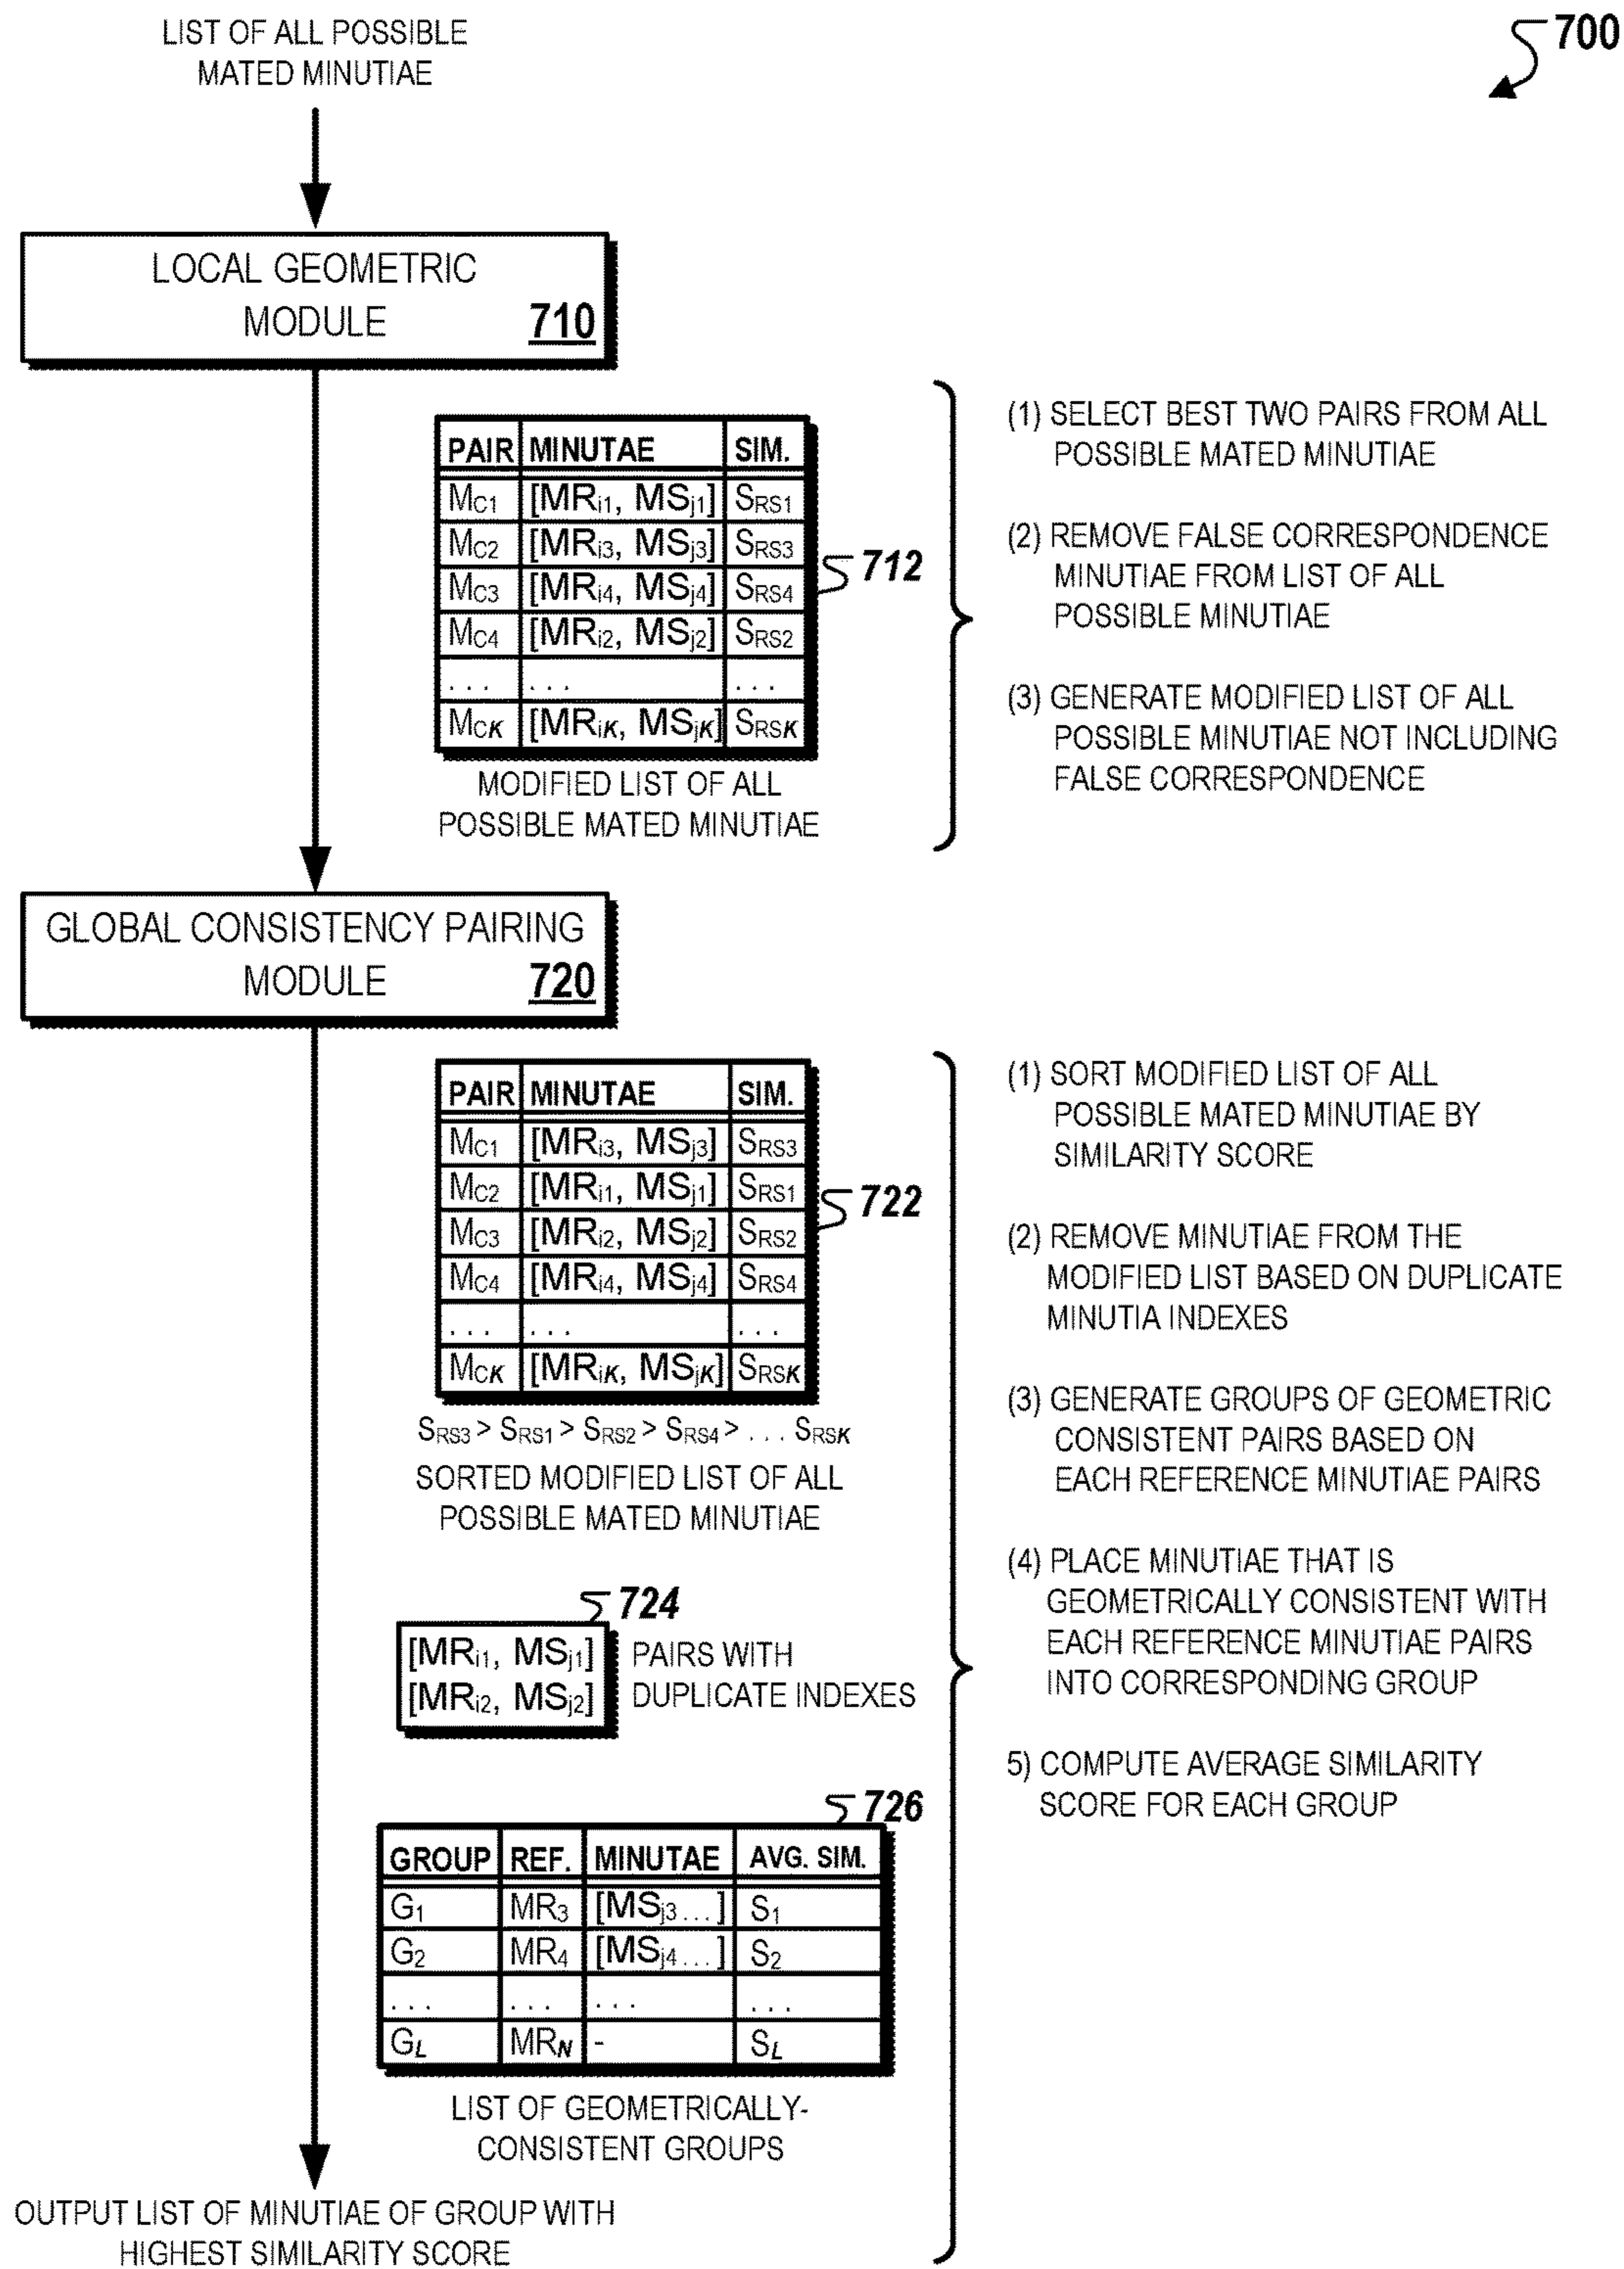 LIST OF ALL POSSIBLE
MATED MINUTIAE
700
LOCAL GEOMETRIC
MODULE 710
PAIR MINUTAE SIM.
MC1 [MRi1, MSj1] SRS1
MC2 [MRi3, MSj3] SRS3
MC3 [MRi4, MSj4] SRS4
MC4 [MRi2, MSj2] SRS2
... ... ...
MCK [MRiK, MSjK] SRSK
712
MODIFIED LIST OF ALL
POSSIBLE MATED MINUTIAE
(1) SELECT BEST TWO PAIRS FROM ALL
POSSIBLE MATED MINUTIAE
(2) REMOVE FALSE CORRESPONDENCE
MINUTIAE FROM LIST OF ALL
POSSIBLE MINUTIAE
(3) GENERATE MODIFIED LIST OF ALL
POSSIBLE MINUTIAE NOT INCLUDING
FALSE CORRESPONDENCE
GLOBAL CONSISTENCY PAIRING
MODULE 720
PAIR MINUTAE SIM.
MC1 [MRi3, MSj3] SRS3
MC2 [MRi1, MSj1] SRS1
MC3 [MRi2, MSj2] SRS2
MC4 [MRi4, MSj4] SRS4
... ... ...
MCK [MRiK, MSjK] SRSK
722
SRS3 > SRS1 > SRS2 > SRS4 > ... SRSK
SORTED MODIFIED LIST OF ALL
POSSIBLE MATED MINUTIAE
724
[MRi1, MSj1]
[MRi2, MSj2]
PAIRS WITH
DUPLICATE INDEXES
726
GROUP REF. MINUTAE AVG. SIM.
G1 MR3 [MSj3...] S1
G2 MR4 [MSj4...] S2
... ... ... ...
GL MRN - SL
LIST OF GEOMETRICALLY-
CONSISTENT GROUPS
(1) SORT MODIFIED LIST OF ALL
POSSIBLE MATED MINUTIAE BY
SIMILARITY SCORE
(2) REMOVE MINUTIAE FROM THE
MODIFIED LIST BASED ON DUPLICATE
MINUTIA INDEXES
(3) GENERATE GROUPS OF GEOMETRIC
CONSISTENT PAIRS BASED ON
EACH REFERENCE MINUTIAE PAIRS
(4) PLACE MINUTIAE THAT IS
GEOMETRICALLY CONSISTENT WITH
EACH REFERENCE MINUTIAE PAIRS
INTO CORRESPONDING GROUP
5) COMPUTE AVERAGE SIMILARITY
SCORE FOR EACH GROUP
OUTPUT LIST OF MINUTIAE OF GROUP WITH
HIGHEST SIMILARITY SCORE